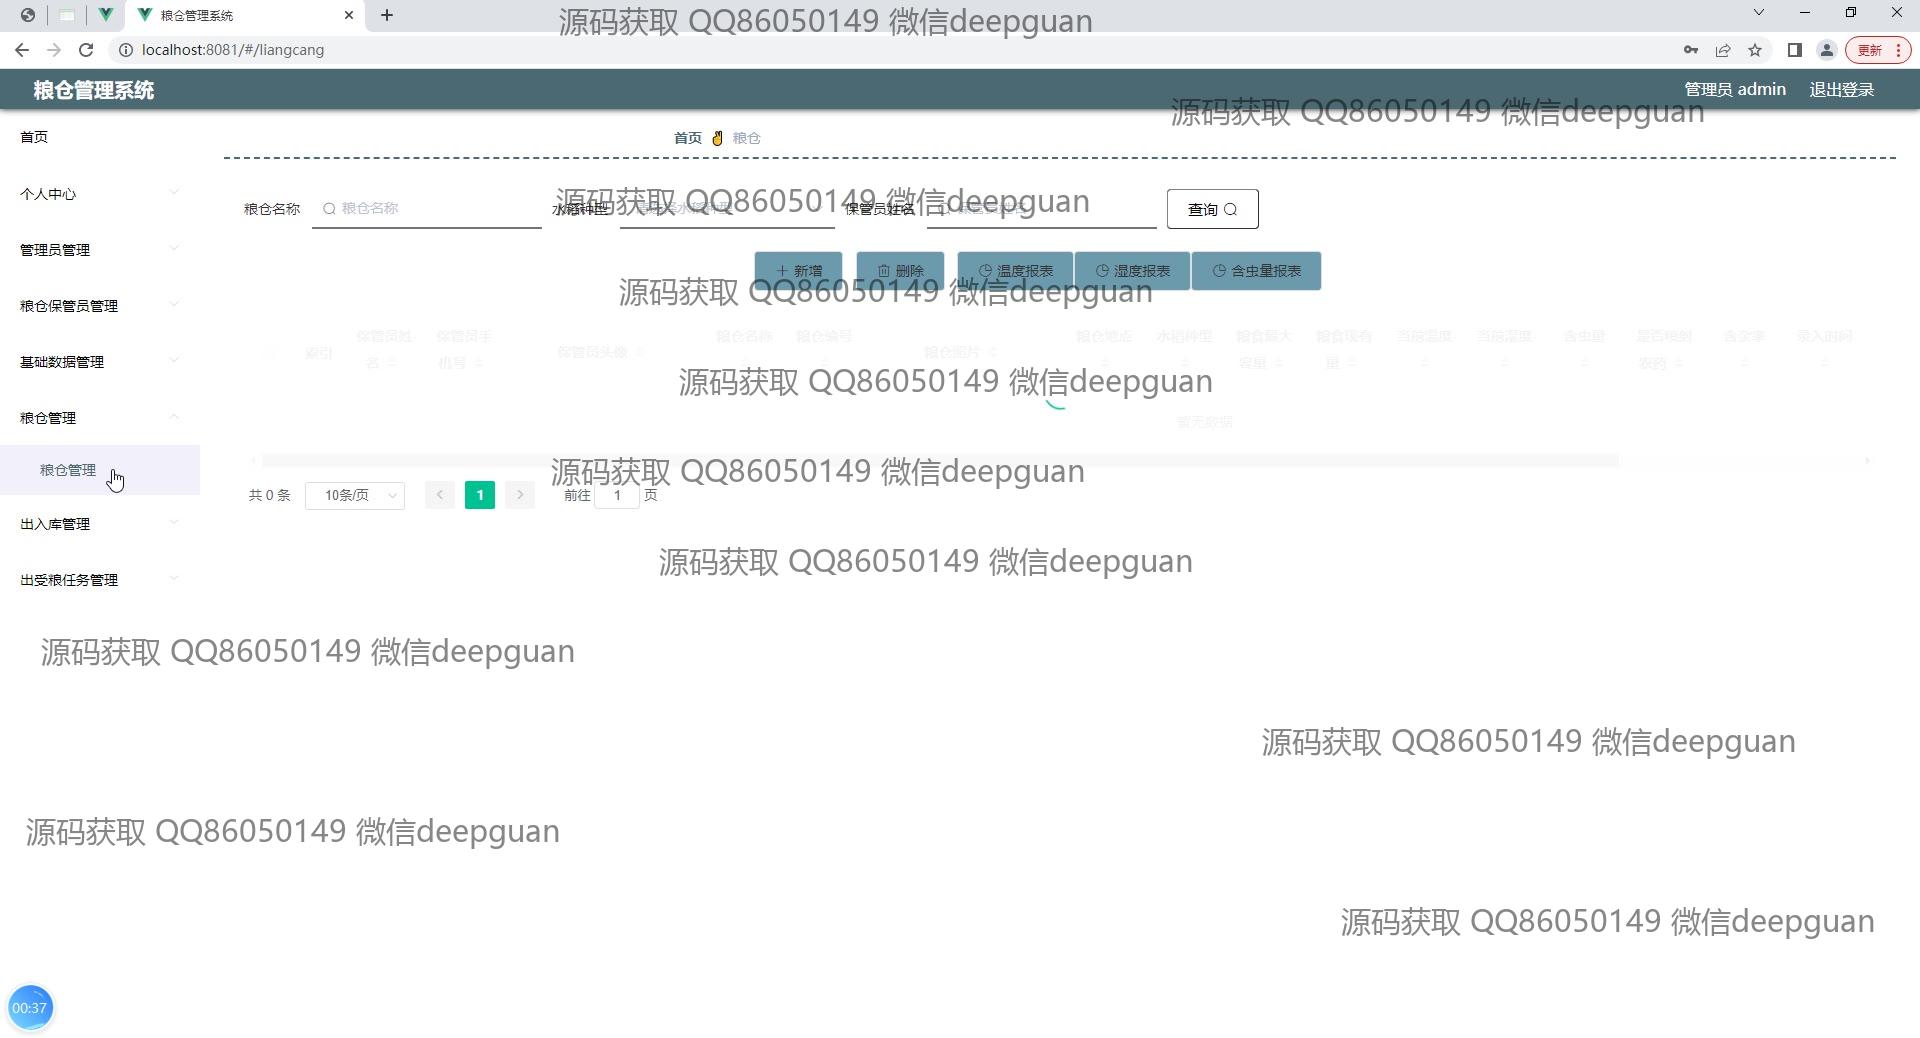 粮仓管理系统
源码获取 QQ86050149 微信deepguan
localhost:8081/#/liangcang
更新
粮仓管理系统
管理员 admin
退出登录
源码获取 QQ86050149 微信deepguan
首页
首页 粮仓
个人中心
源码获取 QQ86050149 微信deepguan
粮仓名称 粮仓名称 水稻种型 保管员姓名 查询
管理员管理
新增 删除 温度报表 湿度报表 含虫量报表
源码获取 QQ86050149 微信deepguan
粮仓保管员管理
索引 保管员姓名 保管员手机号 保管员头像 粮仓名称 粮仓编号 粮仓图片 粮仓地点 水稻种型 粮食最大容量 粮食现有量 当前温度 当前湿度 含虫量 是否喷射农药 含杂率 录入时间
基础数据管理
源码获取 QQ86050149 微信deepguan
粮仓管理
暂无数据
粮仓管理
源码获取 QQ86050149 微信deepguan
共 0 条 10条/页 1 前往 1 页
出入库管理
源码获取 QQ86050149 微信deepguan
出受粮任务管理
源码获取 QQ86050149 微信deepguan
源码获取 QQ86050149 微信deepguan
源码获取 QQ86050149 微信deepguan
源码获取 QQ86050149 微信deepguan
00:37